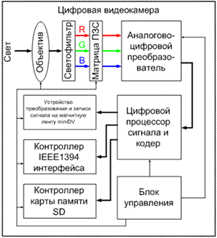 Цифровая видеокамера
Свет
Объектив
Светофильтр
R
G
B
Матрица ПЗС
Аналогово-
цифровой
преобразо-
ватель
Устройство
преобразования и записи
сигнала на магнитную
ленту miniDV
Цифровой
процессор
сигнала и
кодер
Контроллер
IEEE1394
интерфейса
Контроллер
карты памяти
SD
Блок
управления